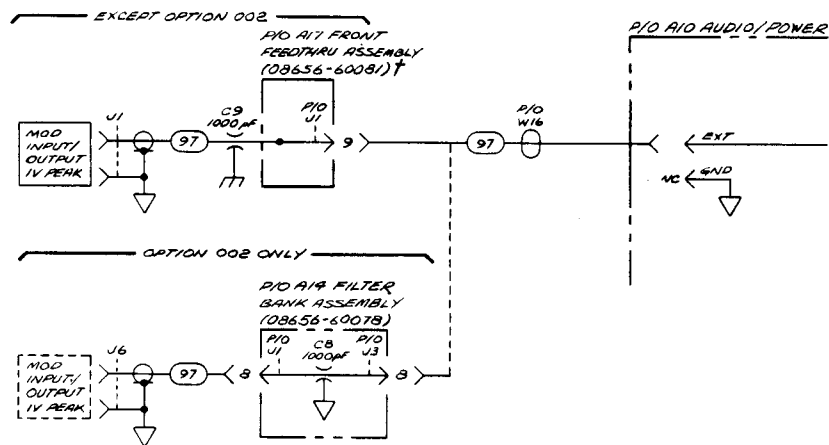 EXCEPT OPTION 002
P/O A17 FRONT
FEEDTHRU ASSEMBLY
(08656-60081)†
P/O A10 AUDIO/POWER
J1
C9
1000pF
P/O
J1
P/O
W16
MOD
INPUT/
OUTPUT
1V PEAK
97
9
97
EXT
NC
GND
OPTION 002 ONLY
P/O A14 FILTER
BANK ASSEMBLY
(08656-60078)
J6
P/O
J1
C8
1000pF
P/O
J3
MOD
INPUT/
OUTPUT
1V PEAK
97
8
8